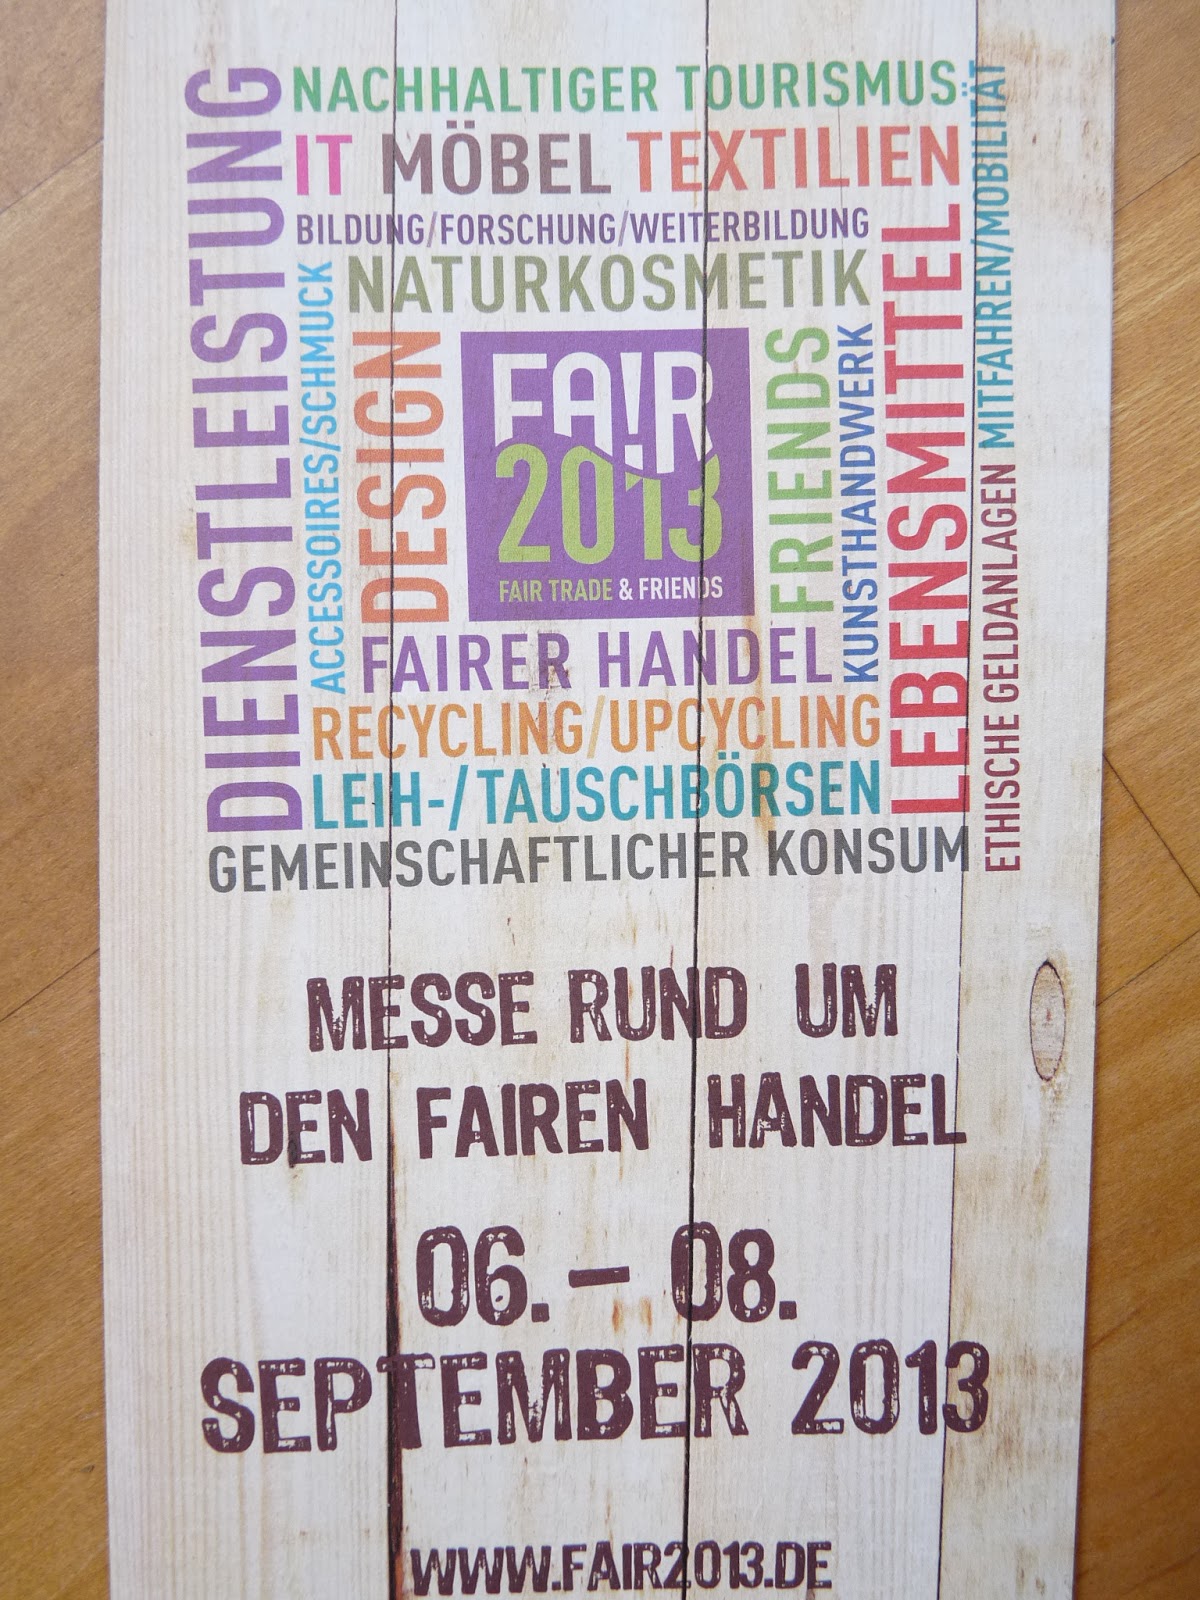 DIENSTLEISTUNG
NACHHALTIGER TOURISMUS
IT MÖBEL TEXTILIEN
BILDUNG/FORSCHUNG/WEITERBILDUNG
NATURKOSMETIK
ACCESSOIRES/SCHMUCK
DESIGN
FA!R
2013
FAIR TRADE & FRIENDS
FRIENDS
KUNSTHANDWERK
LEBENSMITTEL
MITFAHREN/MOBILITÄT
ETHISCHE GELDANLAGEN
FAIRER HANDEL
RECYCLING/UPCYCLING
LEIH-/TAUSCHBÖRSEN
GEMEINSCHAFTLICHER KONSUM
MESSE RUND UM
DEN FAIREN HANDEL
06. – 08.
SEPTEMBER 2013
WWW.FAIR2013.DE